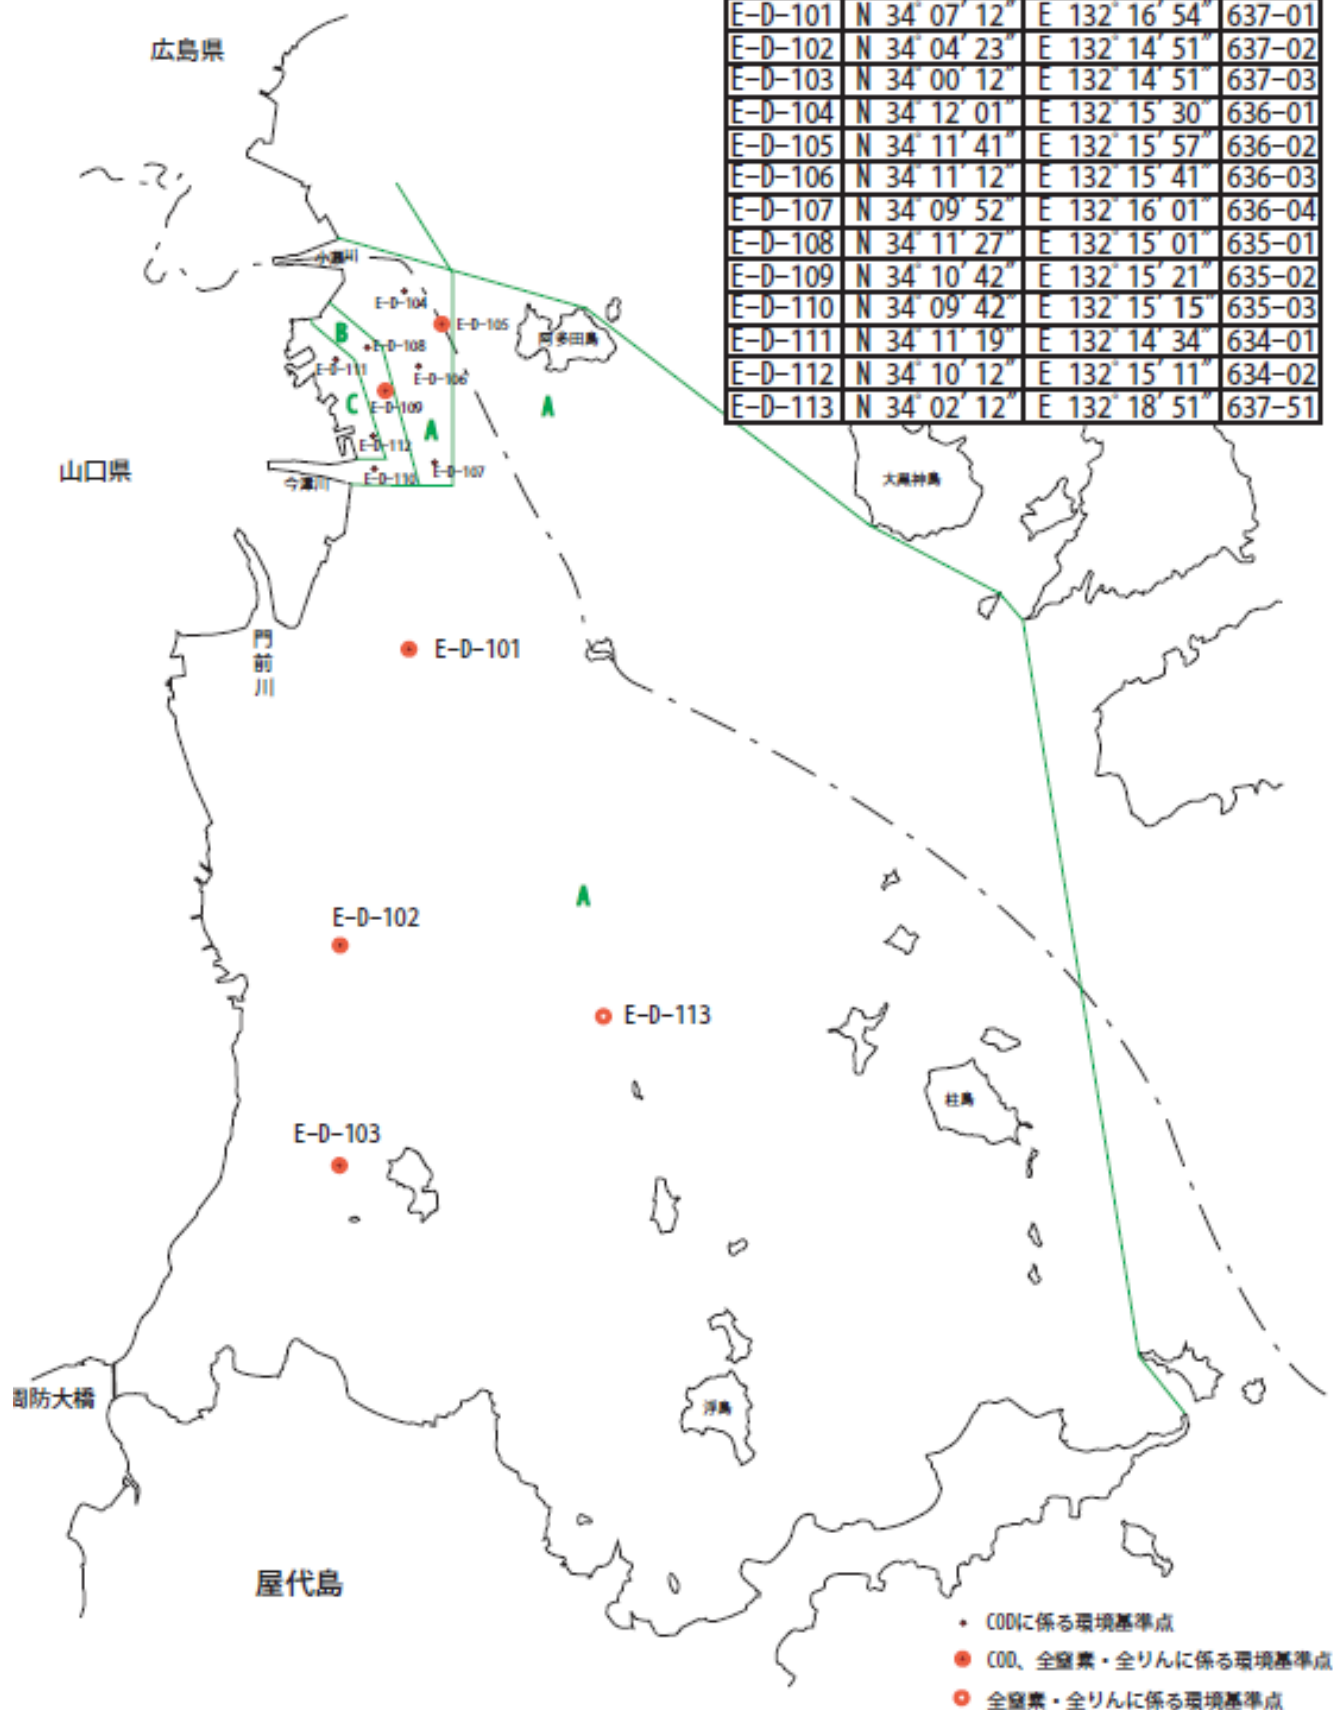 E-D-101 N 34° 07′ 12″ E 132° 16′ 54″ 637-01
E-D-102 N 34° 04′ 23″ E 132° 14′ 51″ 637-02
E-D-103 N 34° 00′ 12″ E 132° 14′ 51″ 637-03
E-D-104 N 34° 12′ 01″ E 132° 15′ 30″ 636-01
E-D-105 N 34° 11′ 41″ E 132° 15′ 57″ 636-02
E-D-106 N 34° 11′ 12″ E 132° 15′ 41″ 636-03
E-D-107 N 34° 09′ 52″ E 132° 16′ 01″ 636-04
E-D-108 N 34° 11′ 27″ E 132° 15′ 01″ 635-01
E-D-109 N 34° 10′ 42″ E 132° 15′ 21″ 635-02
E-D-110 N 34° 09′ 42″ E 132° 15′ 15″ 635-03
E-D-111 N 34° 11′ 19″ E 132° 14′ 34″ 634-01
E-D-112 N 34° 10′ 12″ E 132° 15′ 11″ 634-02
E-D-113 N 34° 02′ 12″ E 132° 18′ 51″ 637-51
広島県
小瀬川
E-D-104
E-D-105
阿多田島
B
E-D-108
E-D-111
E-D-106
C
E-D-109
A
A
E-D-112
E-D-107
山口県
今津川
E-D-110
大黒神島
門前川
E-D-101
A
E-D-102
E-D-113
柱島
E-D-103
周防大橋
浮島
屋代島
CODに係る環境基準点
COD、全窒素・全りんに係る環境基準点
全窒素・全りんに係る環境基準点